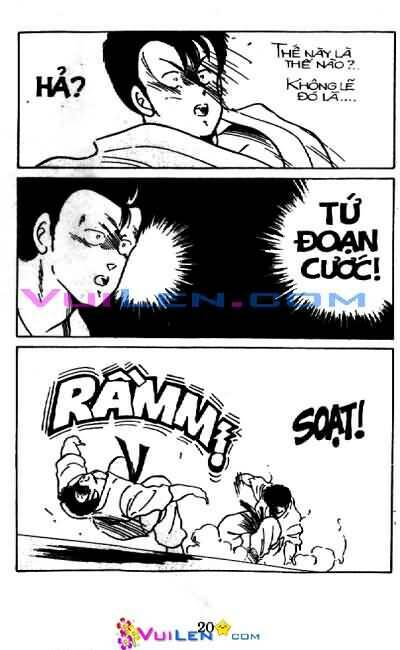 HẢ?
THẾ NÀY LÀ
THẾ NÀO?
KHÔNG LẼ
ĐÓ LÀ....
TỨ
ĐOẠN
CƯỚC!
VUILEN.COM
RẦMM!
SOẠT!
20
VUILEN.COM